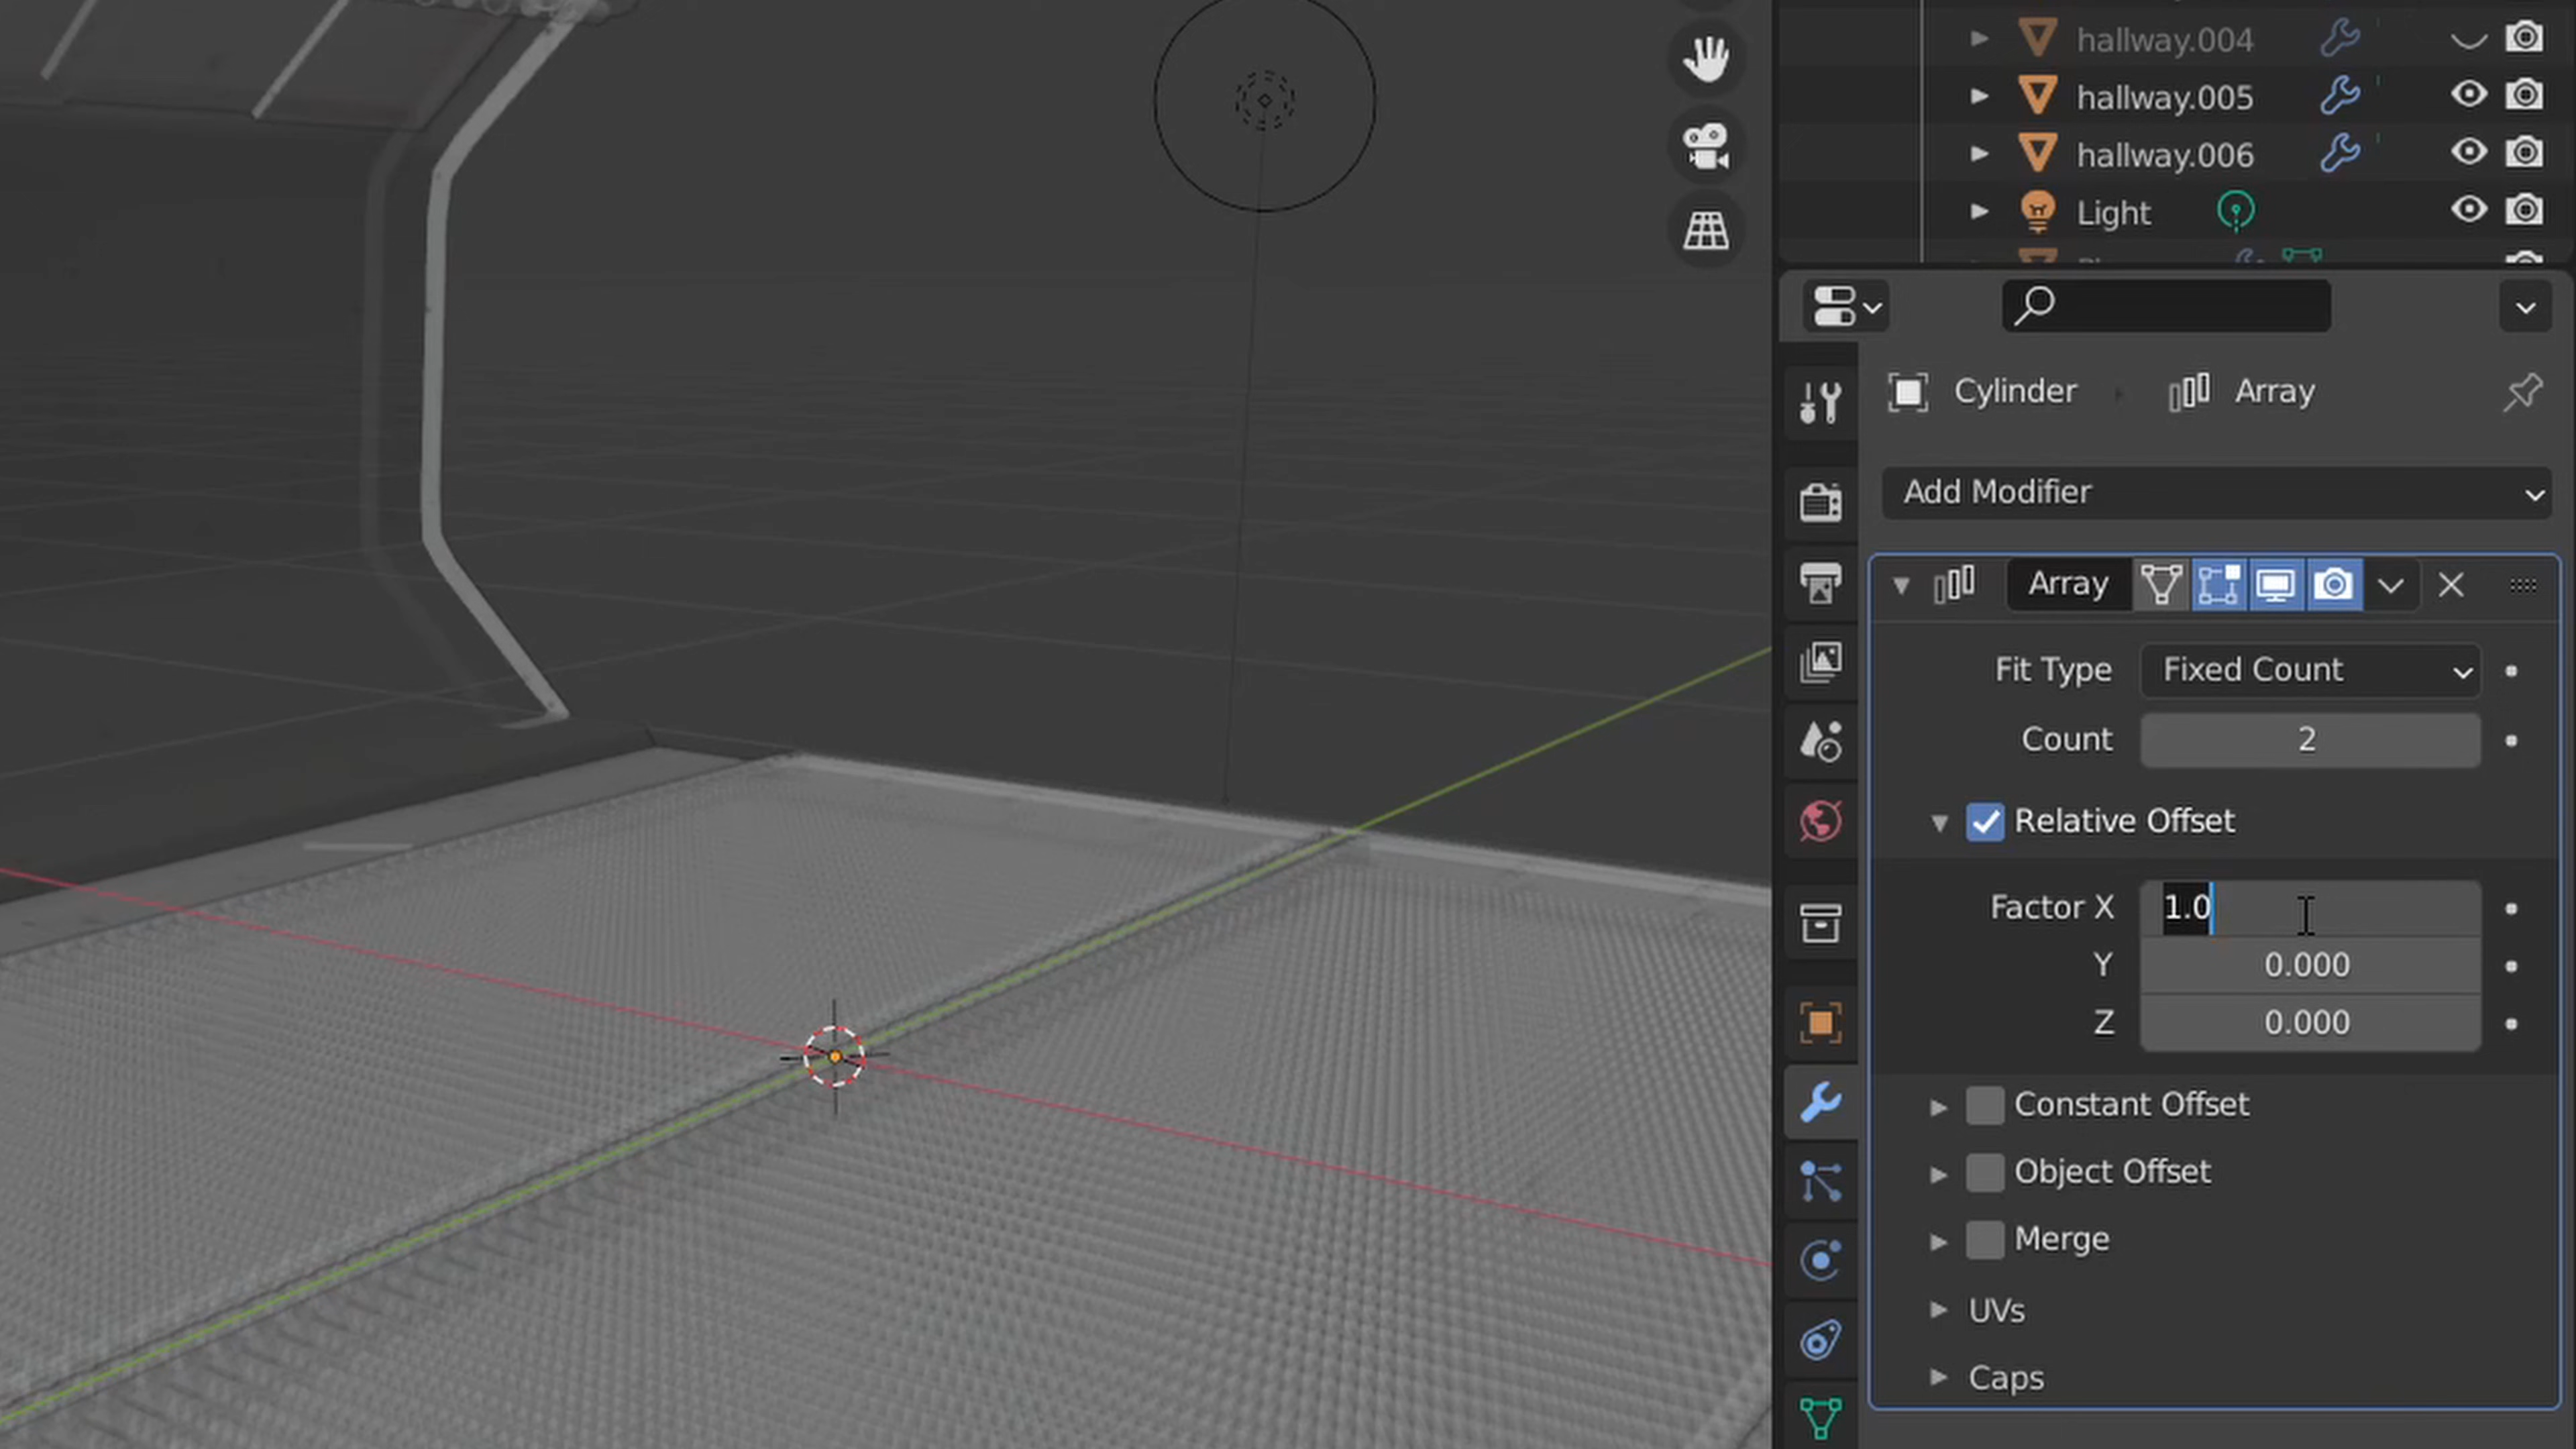 hallway.004
hallway.005
hallway.006
Light
Cylinder
Array
Add Modifier
Array
Fit Type
Fixed Count
Count
2
Relative Offset
Factor X
1.0
Y
0.000
Z
0.000
Constant Offset
Object Offset
Merge
UVs
Caps